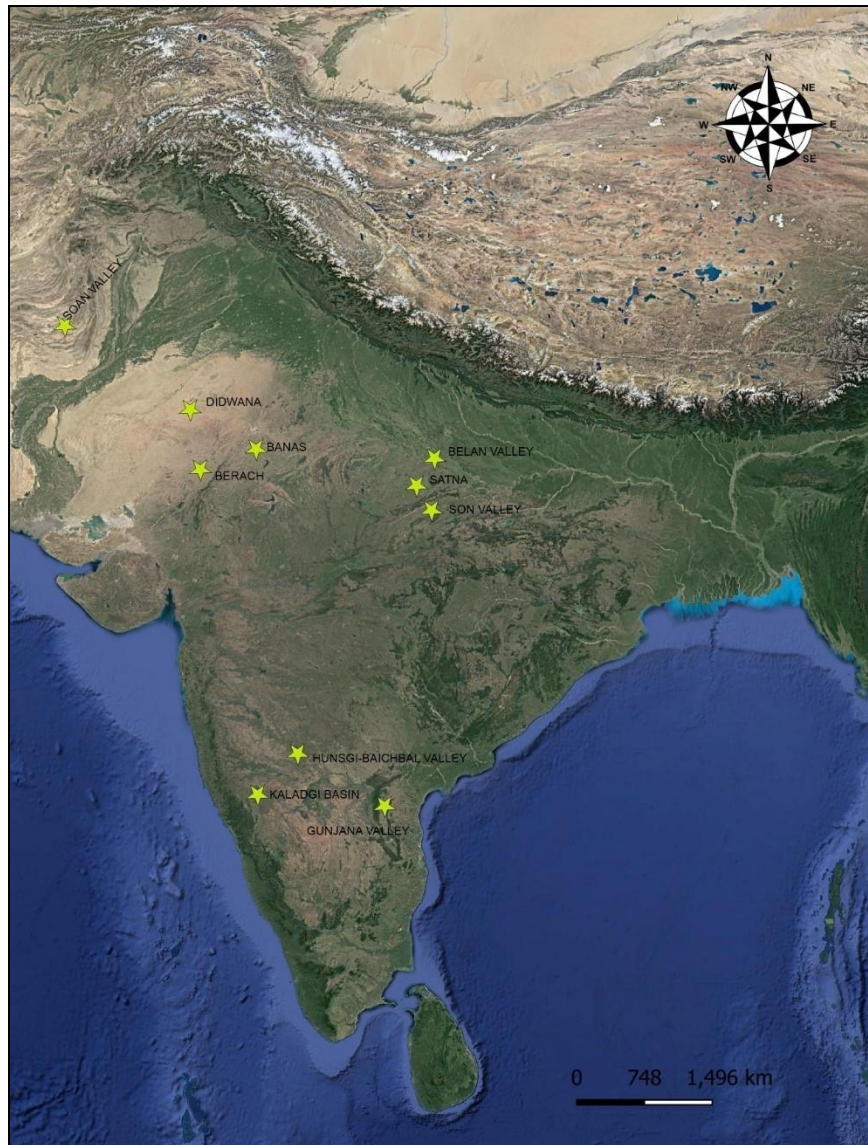 N
NW NE
W E
SW SE
S
SOAN VALLEY
DIDWANA
BANAS
BERACH
BELAN VALLEY
SATNA
SON VALLEY
HUNSGI-BAICHBAL VALLEY
KALADGI BASIN
GUNJANA VALLEY
0 748 1,496 km